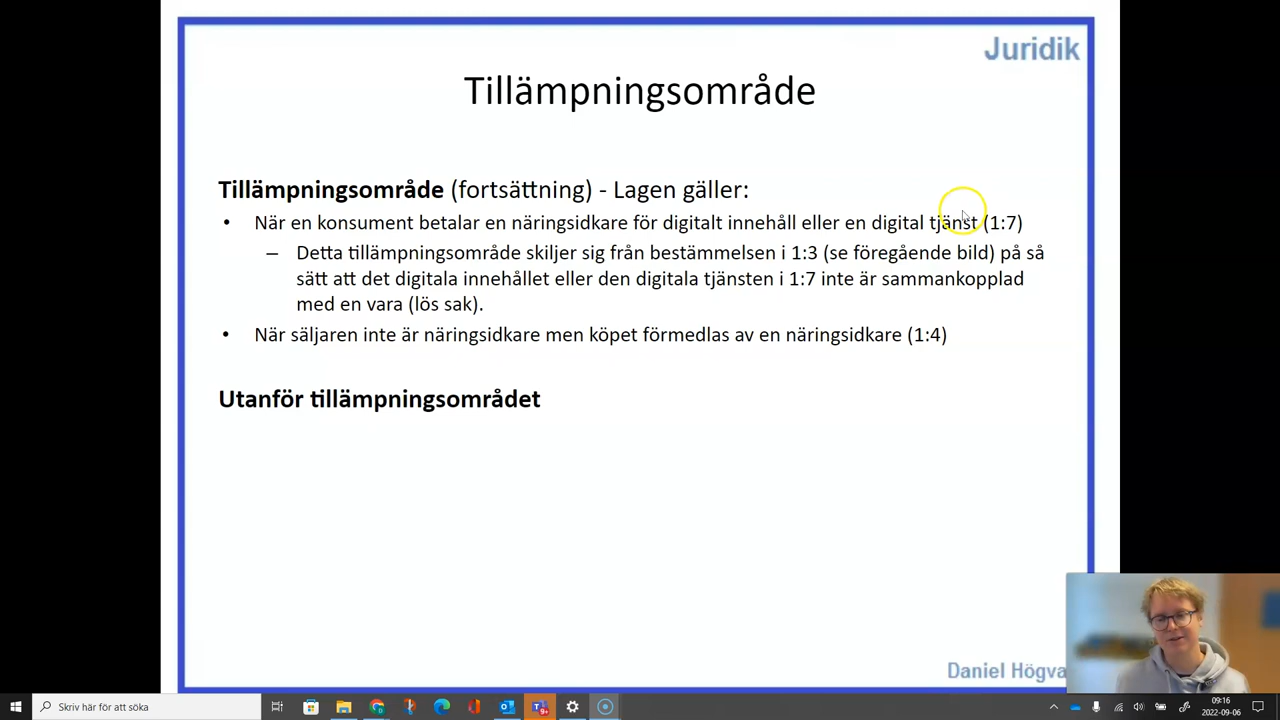 Juridik
Tillämpningsområde
Tillämpningsområde (fortsättning) - Lagen gäller:
• När en konsument betalar en näringsidkare för digitalt innehåll eller en digital tjänst (1:7)
– Detta tillämpningsområde skiljer sig från bestämmelsen i 1:3 (se föregående bild) på så
sätt att det digitala innehållet eller den digitala tjänsten i 1:7 inte är sammankopplad
med en vara (lös sak).
• När säljaren inte är näringsidkare men köpet förmedlas av en näringsidkare (1:4)
Utanför tillämpningsområdet
Daniel Högva
Skriv här för att söka
09:16
2022-09-06